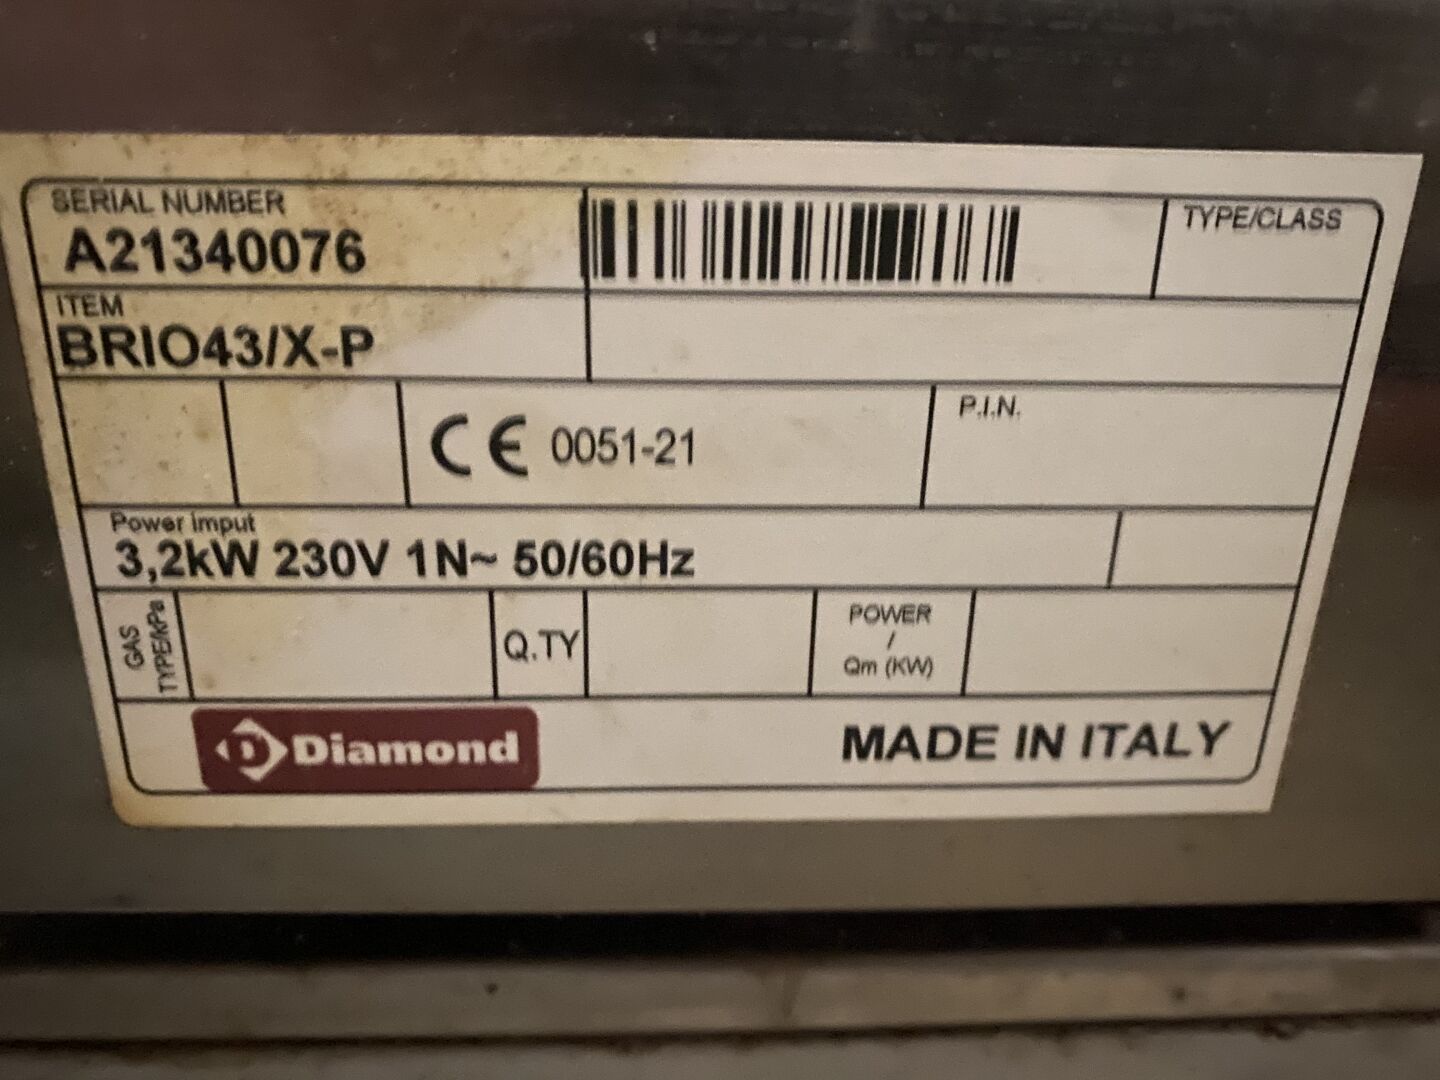 SERIAL NUMBER
A21340076
TYPE/CLASS
ITEM
BRIO43/X-P
CE 0051-21
P.I.N.
Power imput
3,2kW 230V 1N~ 50/60Hz
GAS
TYPE/kPa
Q.TY
POWER
/
Qm (KW)
D Diamond
MADE IN ITALY